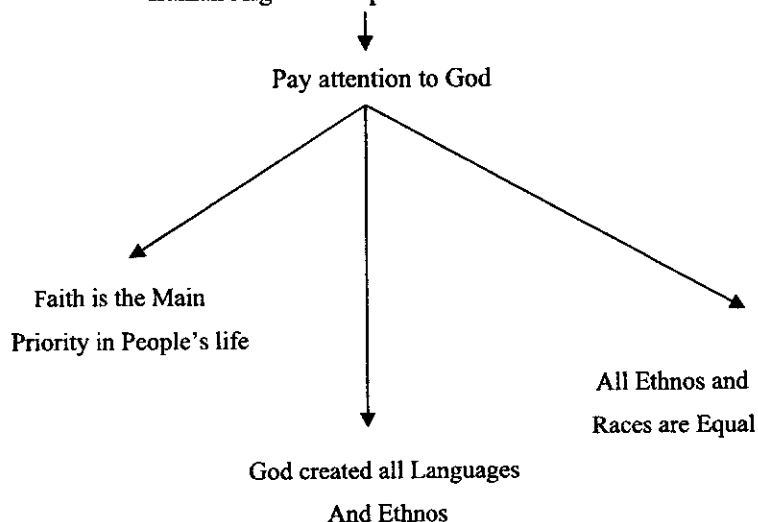 Pay attention to God
Faith is the Main
Priority in People's life
All Ethnos and
Races are Equal
God created all Languages
And Ethnos